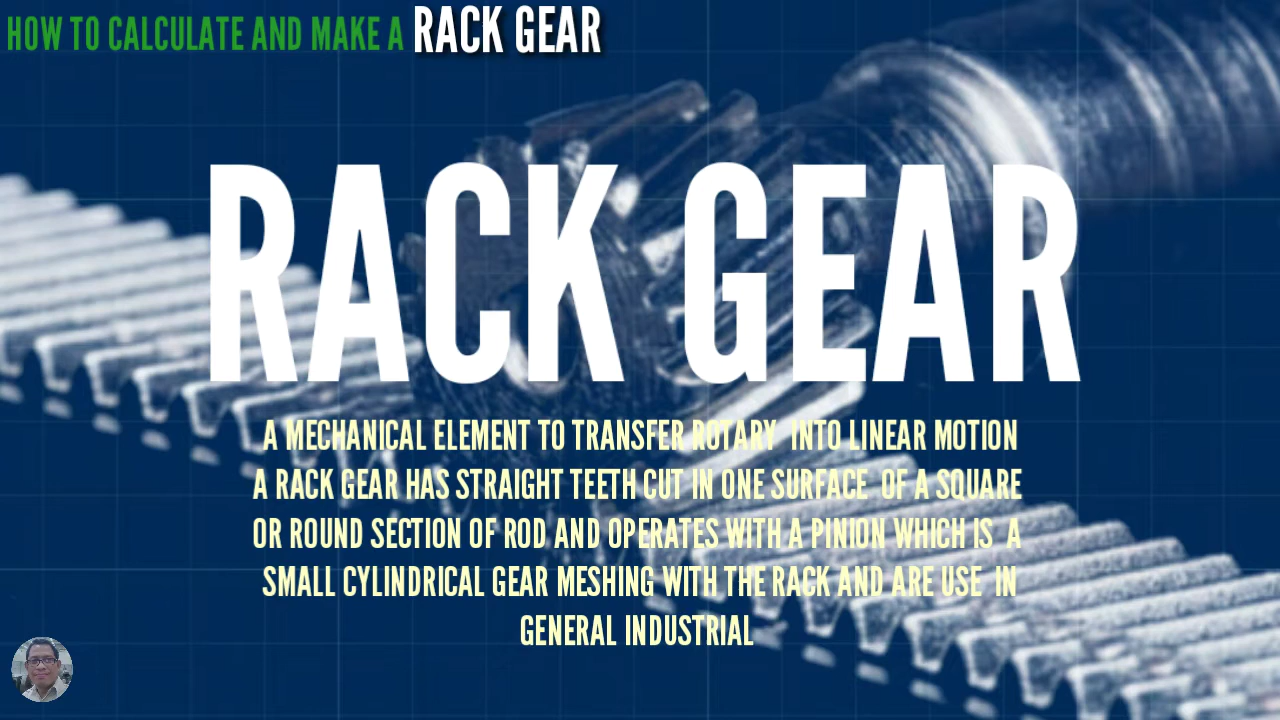 HOW TO CALCULATE AND MAKE A RACK GEAR
RACK GEAR
A MECHANICAL ELEMENT TO TRANSFER ROTARY INTO LINEAR MOTION
A RACK GEAR HAS STRAIGHT TEETH CUT IN ONE SURFACE OF A SQUARE
OR ROUND SECTION OF ROD AND OPERATES WITH A PINION WHICH IS A
SMALL CYLINDRICAL GEAR MESHING WITH THE RACK AND ARE USE IN
GENERAL INDUSTRIAL